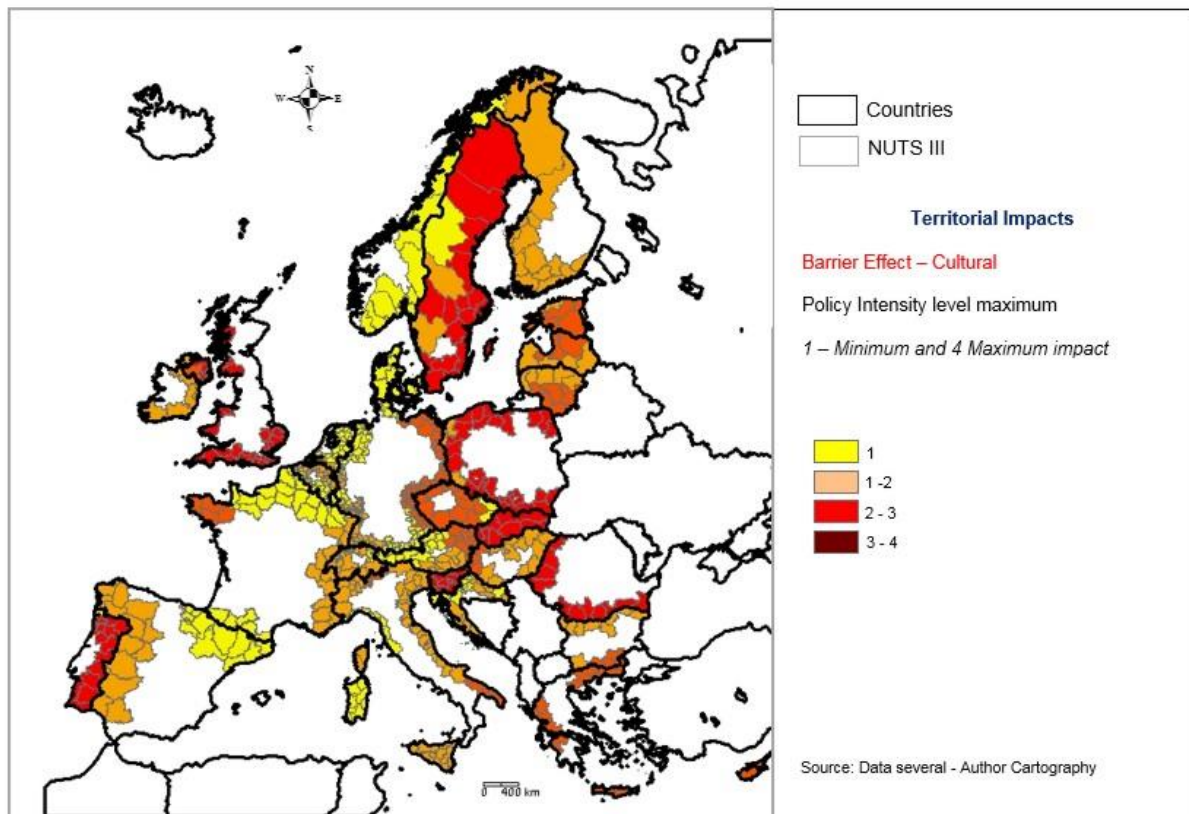 N
W E
S
0 400 km
Countries
NUTS III
Territorial Impacts
Barrier Effect – Cultural
Policy Intensity level maximum
1 – Minimum and 4 Maximum impact
1
1 -2
2 - 3
3 - 4
Source: Data several - Author Cartography